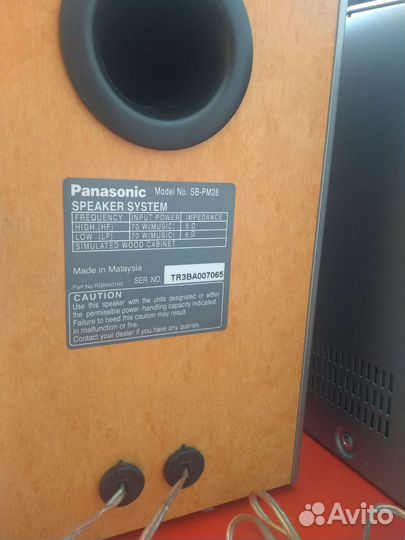 Panasonic Model No. SB-PM28
SPEAKER SYSTEM
FREQUENCY INPUT POWER IMPEDANCE
HIGH (HF) 70 W(MUSIC) 6 Ω
LOW (LF) 70 W(MUSIC) 6 Ω
SIMULATED WOOD CABINET
Made in Malaysia
SER. NO. TR3BA007065
Part No. RGNX0192
CAUTION
Use this speaker with the units designated or within
the permissible power-handling capacity indicated.
Failure to heed this caution may result
in malfunction or fire.
Contact your dealer if you have any queries.
Avito